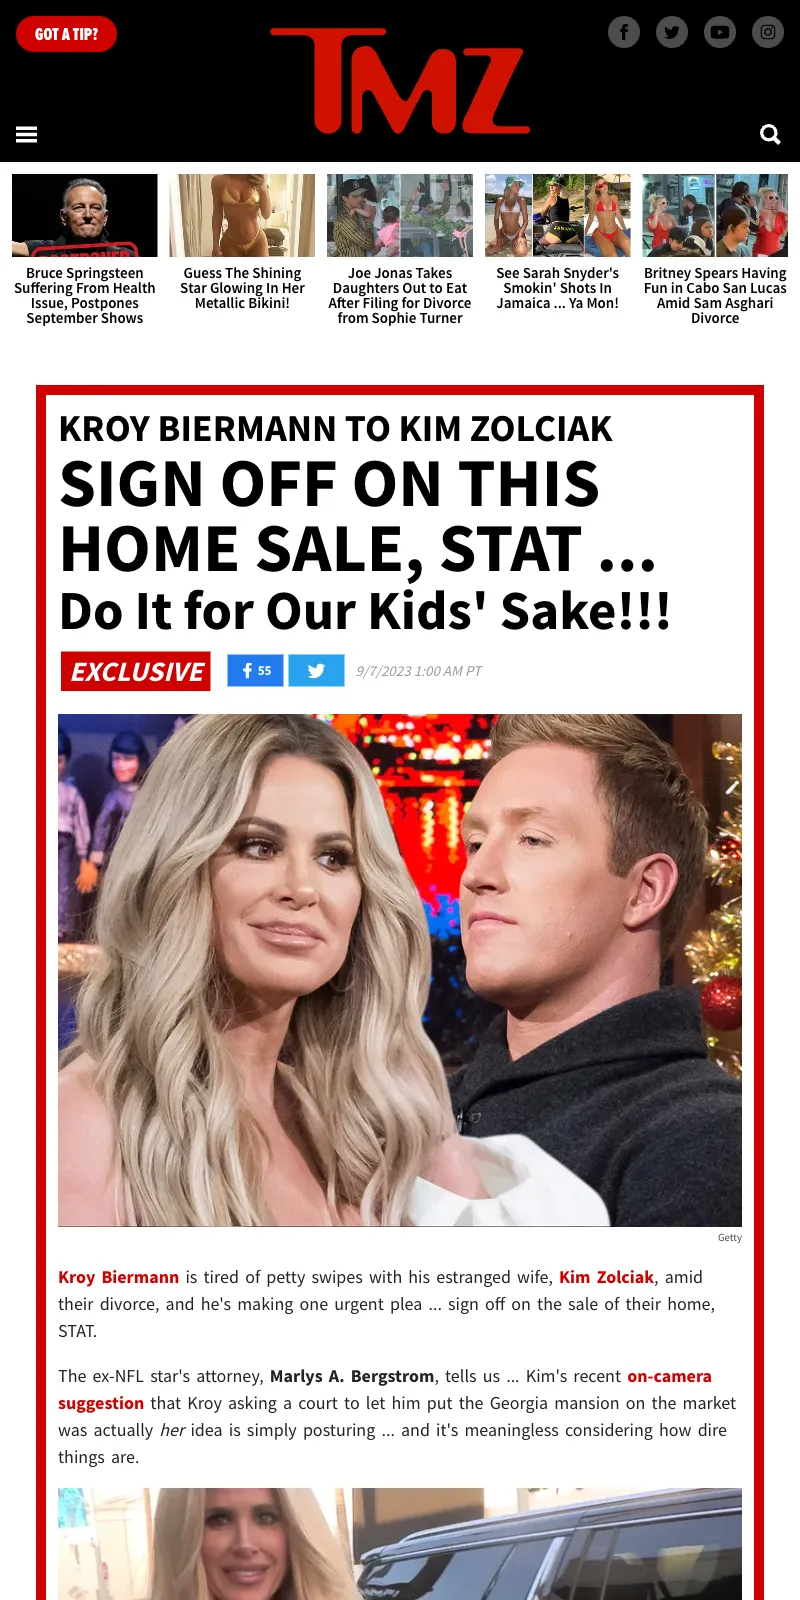 GOT A TIP?
TMZ
POSTPONED
Bruce Springsteen
Suffering From Health
Issue, Postpones
September Shows
Guess The Shining
Star Glowing In Her
Metallic Bikini!
Joe Jonas Takes
Daughters Out to Eat
After Filing for Divorce
from Sophie Turner
See Sarah Snyder's
Smokin' Shots In
Jamaica ... Ya Mon!
Britney Spears Having
Fun in Cabo San Lucas
Amid Sam Asghari
Divorce
KROY BIERMANN TO KIM ZOLCIAK
SIGN OFF ON THIS
HOME SALE, STAT ...
Do It for Our Kids' Sake!!!
EXCLUSIVE
55
9/7/2023 1:00 AM PT
Getty
Kroy Biermann is tired of petty swipes with his estranged wife, Kim Zolciak, amid
their divorce, and he's making one urgent plea ... sign off on the sale of their home,
STAT.
The ex-NFL star's attorney, Marlys A. Bergstrom, tells us ... Kim's recent on-camera
suggestion that Kroy asking a court to let him put the Georgia mansion on the market
was actually her idea is simply posturing ... and it's meaningless considering how dire
things are.